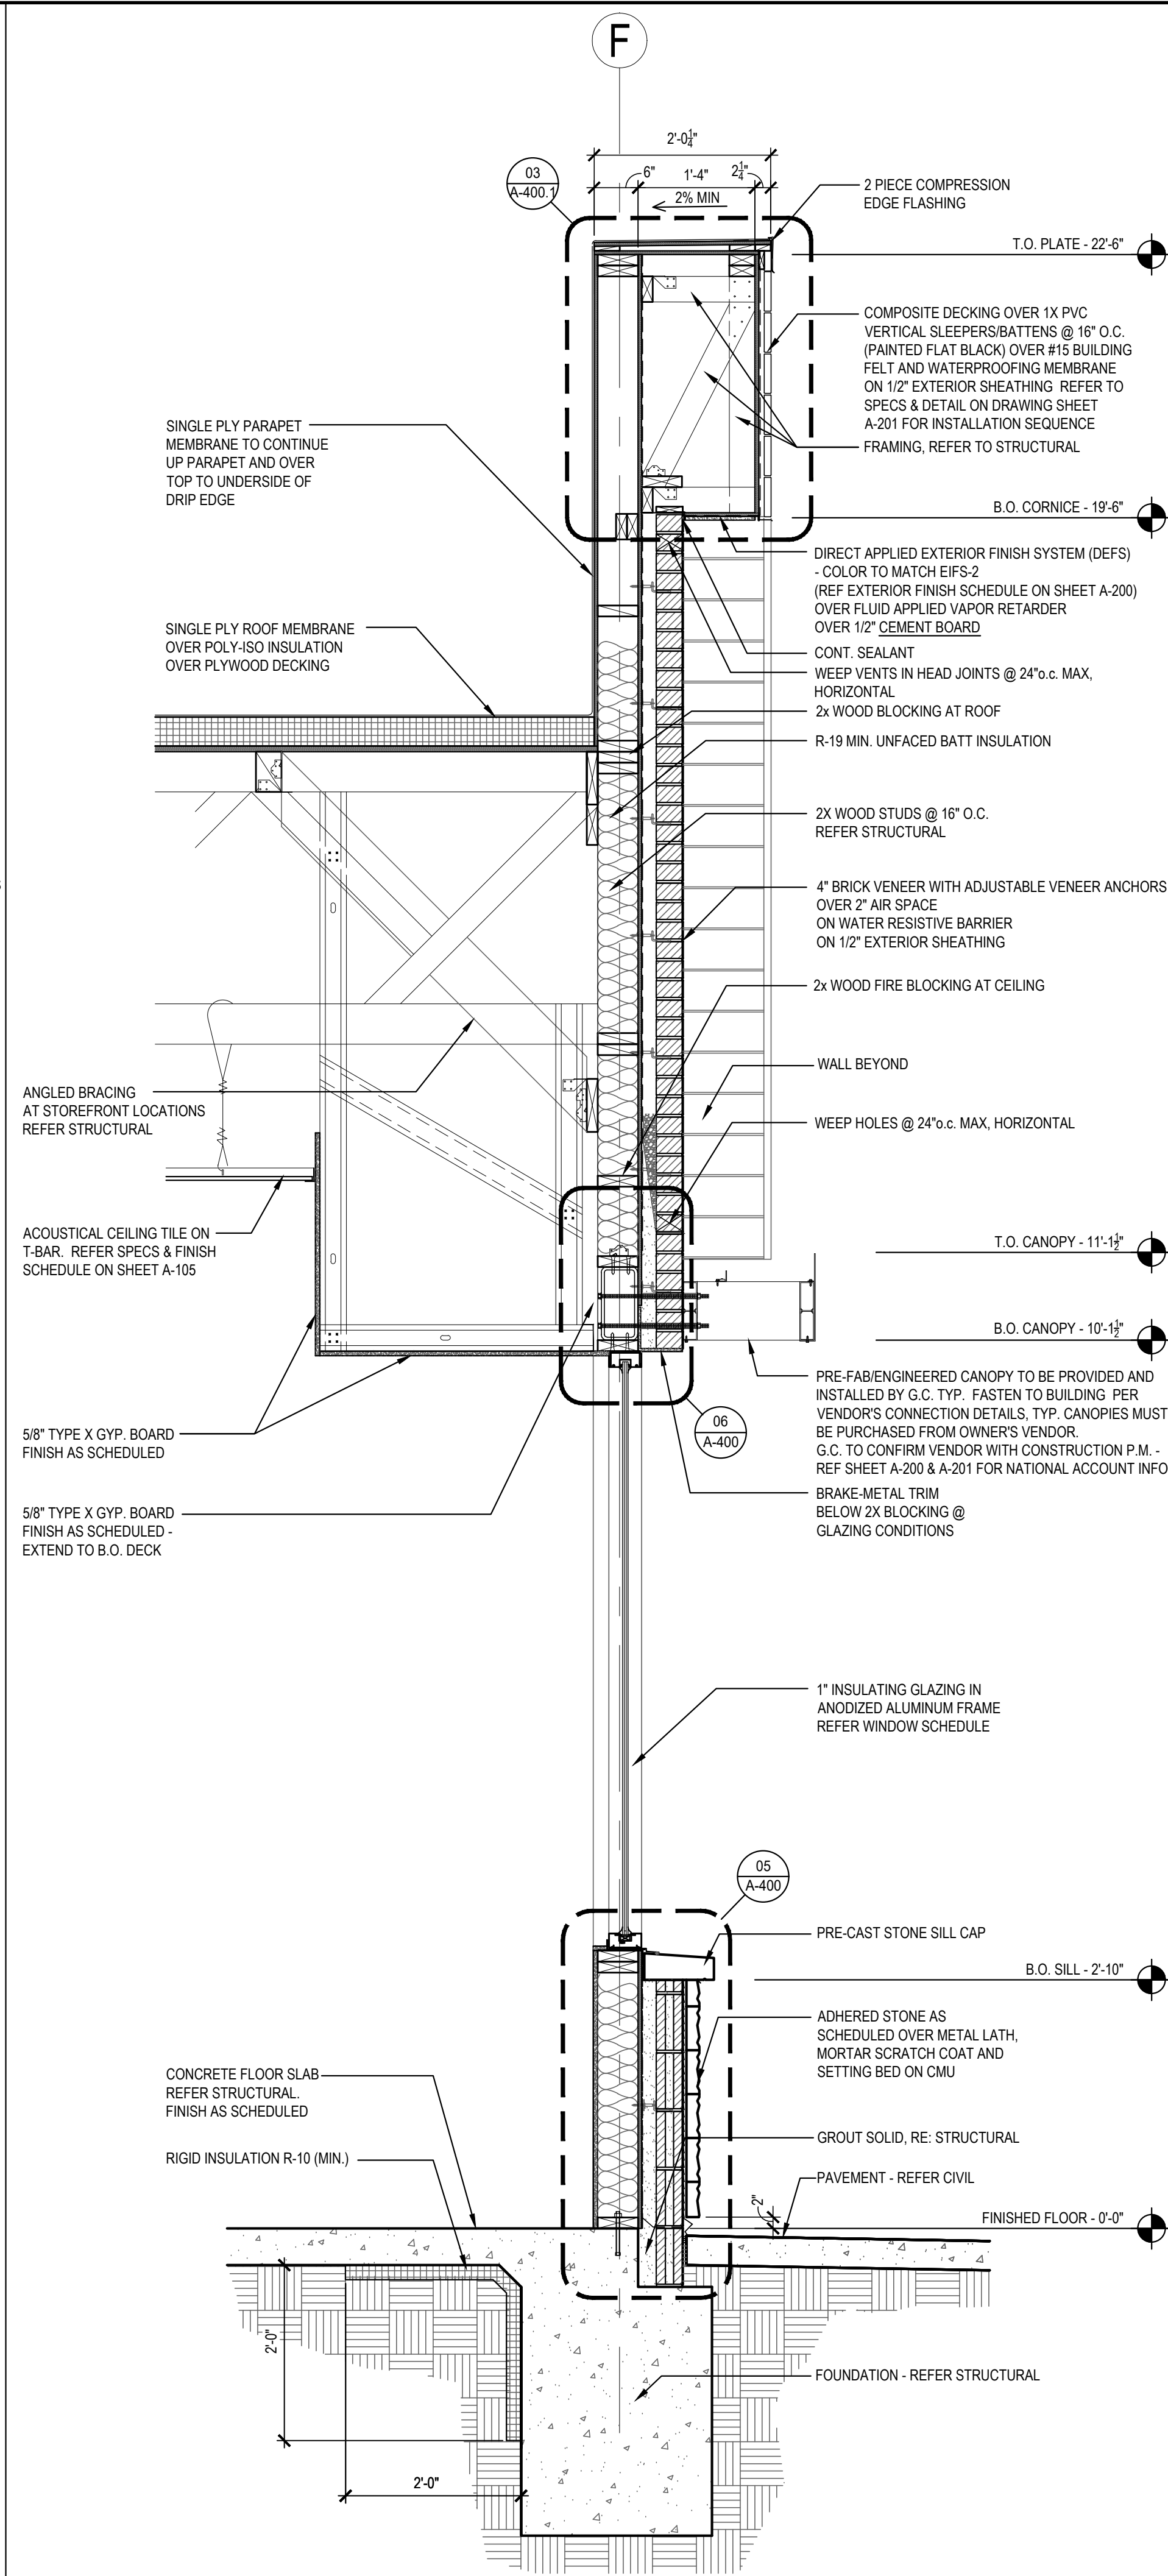 F
2'-0 1/4"
6"
1'-4"
2 1/4"
2% MIN
03
A-400.1
2 PIECE COMPRESSION
EDGE FLASHING
T.O. PLATE - 22'-6"
COMPOSITE DECKING OVER 1X PVC
VERTICAL SLEEPERS/BATTENS @ 16" O.C.
(PAINTED FLAT BLACK) OVER #15 BUILDING
FELT AND WATERPROOFING MEMBRANE
ON 1/2" EXTERIOR SHEATHING REFER TO
SPECS & DETAIL ON DRAWING SHEET
A-201 FOR INSTALLATION SEQUENCE
FRAMING, REFER TO STRUCTURAL
SINGLE PLY PARAPET
MEMBRANE TO CONTINUE
UP PARAPET AND OVER
TOP TO UNDERSIDE OF
DRIP EDGE
B.O. CORNICE - 19'-6"
DIRECT APPLIED EXTERIOR FINISH SYSTEM (DEFS)
- COLOR TO MATCH EIFS-2
(REF EXTERIOR FINISH SCHEDULE ON SHEET A-200)
OVER FLUID APPLIED VAPOR RETARDER
OVER 1/2" CEMENT BOARD
SINGLE PLY ROOF MEMBRANE
OVER POLY-ISO INSULATION
OVER PLYWOOD DECKING
CONT. SEALANT
WEEP VENTS IN HEAD JOINTS @ 24"o.c. MAX,
HORIZONTAL
2x WOOD BLOCKING AT ROOF
R-19 MIN. UNFACED BATT INSULATION
2X WOOD STUDS @ 16" O.C.
REFER STRUCTURAL
4" BRICK VENEER WITH ADJUSTABLE VENEER ANCHORS
OVER 2" AIR SPACE
ON WATER RESISTIVE BARRIER
ON 1/2" EXTERIOR SHEATHING
2x WOOD FIRE BLOCKING AT CEILING
WALL BEYOND
ANGLED BRACING
AT STOREFRONT LOCATIONS
REFER STRUCTURAL
WEEP HOLES @ 24"o.c. MAX, HORIZONTAL
ACOUSTICAL CEILING TILE ON
T-BAR. REFER SPECS & FINISH
SCHEDULE ON SHEET A-105
T.O. CANOPY - 11'-1 1/2"
B.O. CANOPY - 10'-1 1/2"
PRE-FAB/ENGINEERED CANOPY TO BE PROVIDED AND
INSTALLED BY G.C. TYP. FASTEN TO BUILDING PER
VENDOR'S CONNECTION DETAILS, TYP. CANOPIES MUST
BE PURCHASED FROM OWNER'S VENDOR.
G.C. TO CONFIRM VENDOR WITH CONSTRUCTION P.M. -
REF SHEET A-200 & A-201 FOR NATIONAL ACCOUNT INFO
06
A-400
5/8" TYPE X GYP. BOARD
FINISH AS SCHEDULED
BRAKE-METAL TRIM
BELOW 2X BLOCKING @
GLAZING CONDITIONS
5/8" TYPE X GYP. BOARD
FINISH AS SCHEDULED -
EXTEND TO B.O. DECK
1" INSULATING GLAZING IN
ANODIZED ALUMINUM FRAME
REFER WINDOW SCHEDULE
05
A-400
PRE-CAST STONE SILL CAP
B.O. SILL - 2'-10"
ADHERED STONE AS
SCHEDULED OVER METAL LATH,
MORTAR SCRATCH COAT AND
SETTING BED ON CMU
CONCRETE FLOOR SLAB
REFER STRUCTURAL.
FINISH AS SCHEDULED
GROUT SOLID, RE: STRUCTURAL
RIGID INSULATION R-10 (MIN.)
PAVEMENT - REFER CIVIL
2"
FINISHED FLOOR - 0'-0"
2'-0"
FOUNDATION - REFER STRUCTURAL
2'-0"